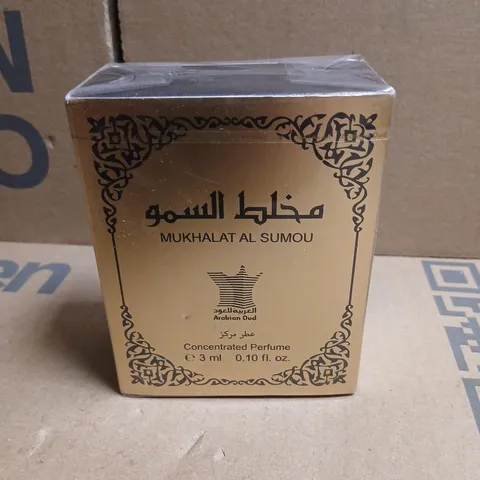 N
O
en
مخلط السمو
MUKHALAT AL SUMOU
العربية للعود
Arabian Oud
عطر مركز
Concentrated Perfume
℮ 3 ml 0.10 fl. oz.